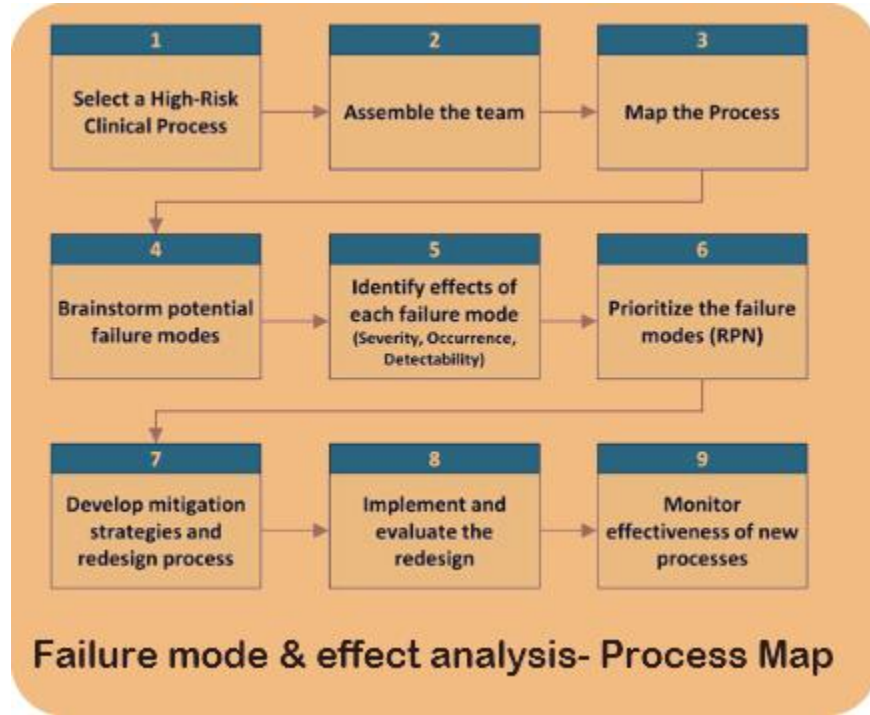 1
Select a High-Risk
Clinical Process
2
Assemble the team
3
Map the Process
4
Brainstorm potential
failure modes
5
Identify effects of
each failure mode
(Severity, Occurrence,
Detectability)
6
Prioritize the failure
modes (RPN)
7
Develop mitigation
strategies and
redesign process
8
Implement and
evaluate the
redesign
9
Monitor
effectiveness of new
processes
Failure mode & effect analysis- Process Map